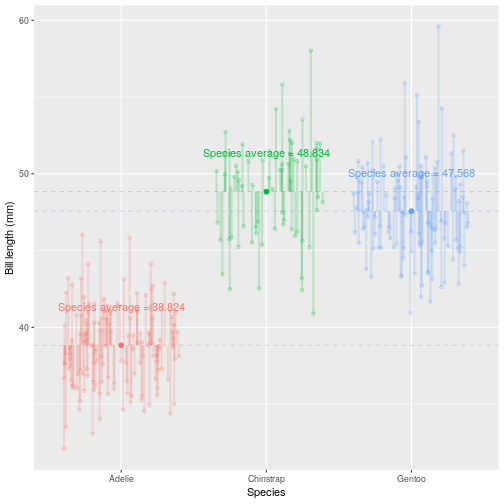 60
Species average = 48.834
Species average = 47.568
50
Species average = 38.824
40
Bill length (mm)
Adelie
Chinstrap
Gentoo
Species